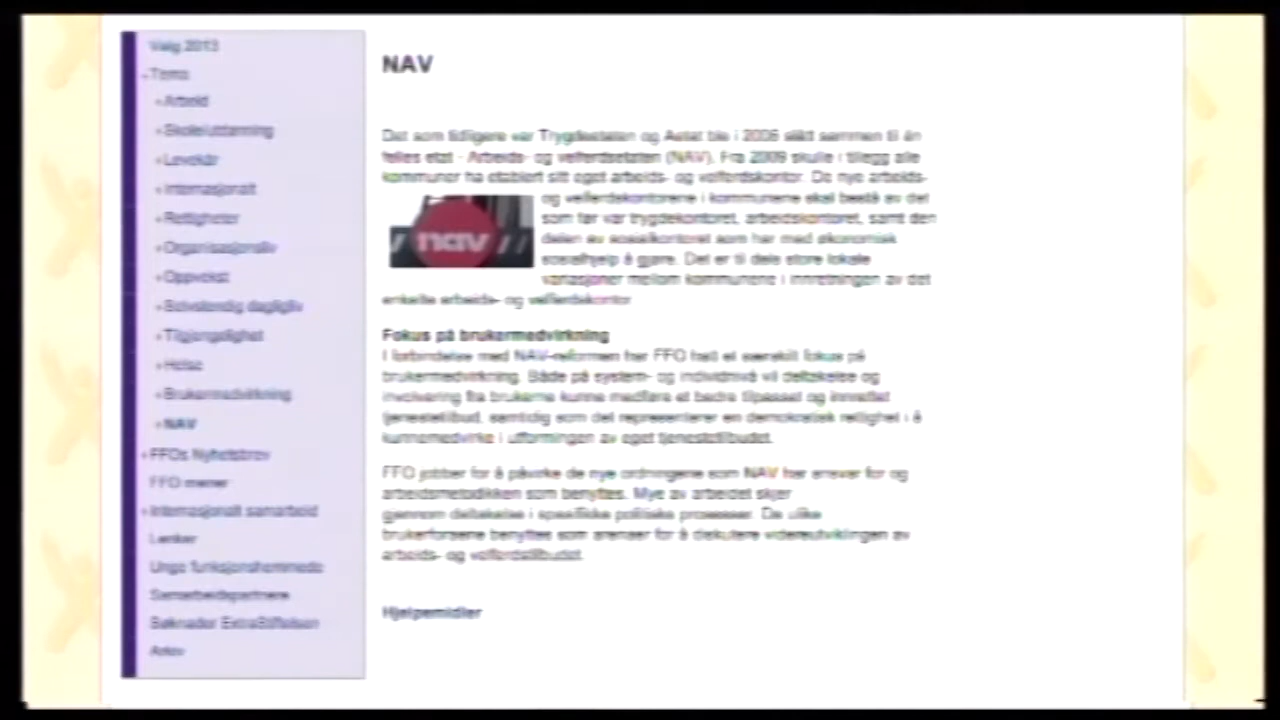 Valg 2013
Tema
Arbeid
Skole/utdanning
Levekår
Internasjonalt
Rettigheter
Organisasjonsliv
Oppvekst
Selvstendig dagligliv
Tilgjengelighet
Helse
Brukermedvirkning
NAV
FFOs Nyhetsbrev
FFO mener
Internasjonalt samarbeid
Lenker
Unge funksjonshemmede
Samarbeidspartnere
Søknader ExtraStiftelsen
Arkiv
NAV
Det som tidligere var Trygdeetaten og Aetat ble i 2006 slått sammen til én
felles etat - Arbeids- og velferdsetaten (NAV). Fra 2009 skulle i tillegg alle
kommuner ha etablert sitt eget arbeids- og velferdskontor. De nye arbeids-
og velferdskontorene i kommunene skal bestå av det
som før var trygdekontoret, arbeidskontoret, samt den
delen av sosialkontoret som har med økonomisk
sosialhjelp å gjøre. Det er til dels store lokale
variasjoner mellom kommunene i innretningen av det
enkelte arbeids- og velferdskontor.
nav
Fokus på brukermedvirkning
I forbindelse med NAV-reformen har FFO hatt et særskilt fokus på
brukermedvirkning. Både på system- og individnivå vil deltakelse og
involvering fra brukerne kunne medføre et bedre tilpasset og innrettet
tjenestetilbud, samtidig som det representerer en demokratisk rettighet i å
kunne medvirke i utformingen av eget tjenestetilbudet.
FFO jobber for å påvirke de nye ordningene som NAV har ansvar for og
arbeidsmetodikken som benyttes. Mye av arbeidet skjer
gjennom deltakelse i spesifikke politiske prosesser. De ulike
brukerforaene benyttes som arenaer for å diskutere videreutviklingen av
arbeids- og velferdstilbudet.
Hjelpemidler